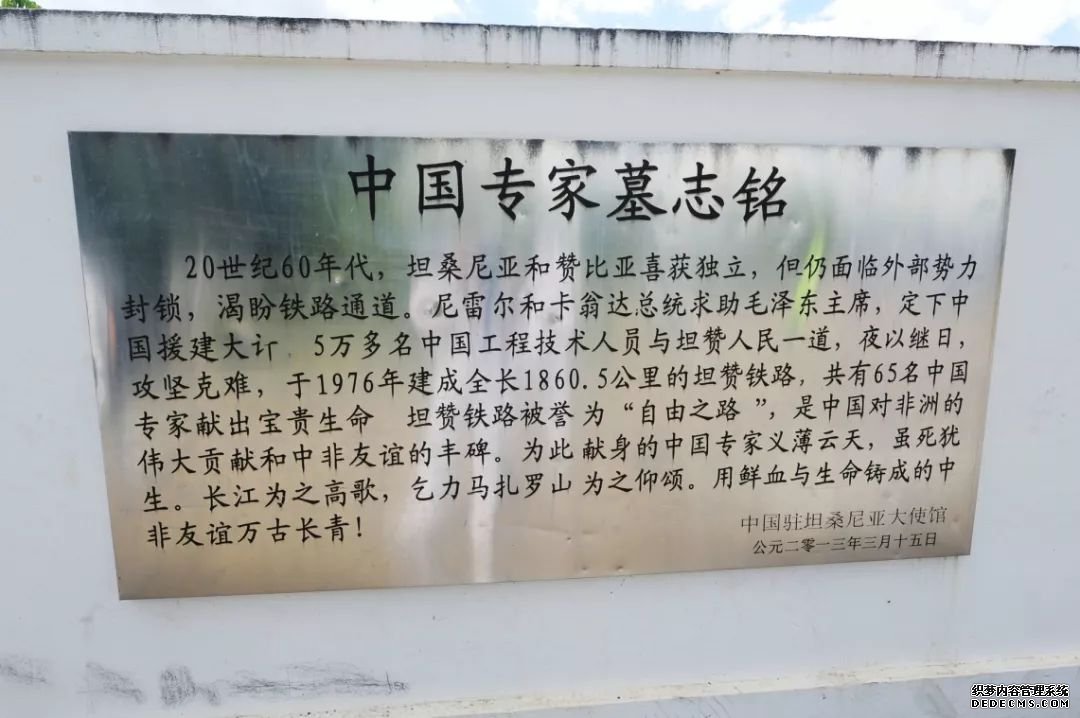 中国专家墓志铭
20世纪60年代，坦桑尼亚和赞比亚喜获独立，但仍面临外部势力
封锁，渴盼铁路通道。尼雷尔和卡翁达总统求助毛泽东主席，定下中
国援建大计 5万多名中国工程技术人员与坦赞人民一道，夜以继日，
攻坚克难，于1976年建成全长1860.5公里的坦赞铁路，共有65名中国
专家献出宝贵生命 坦赞铁路被誉为“自由之路”，是中国对非洲的
伟大贡献和中非友谊的丰碑。为此献身的中国专家义薄云天，虽死犹
生。长江为之高歌，乞力马扎罗山为之仰颂。用鲜血与生命铸成的中
非友谊万古长青！
中国驻坦桑尼亚大使馆
公元二零一三年三月十五日
织梦内容管理系统
DEDECMS.COM